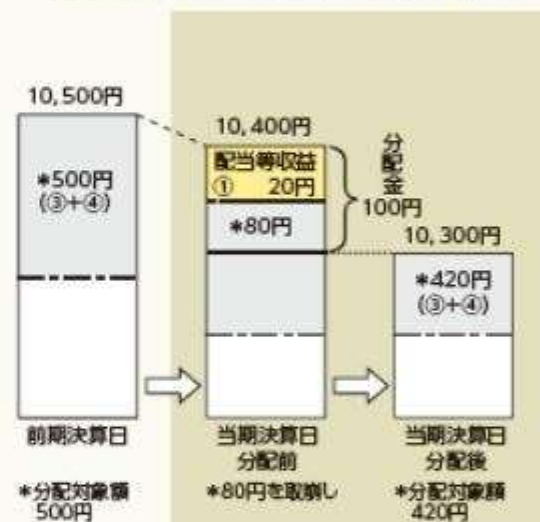 10,500円
*500円
(③+④)
10,400円
配当等収益
① 20円
*80円
分配金
100円
10,300円
*420円
(③+④)
前期決算日
当期決算日
分配前
当期決算日
分配後
*分配対象額
500円
*80円を取崩し
*分配対象額
420円